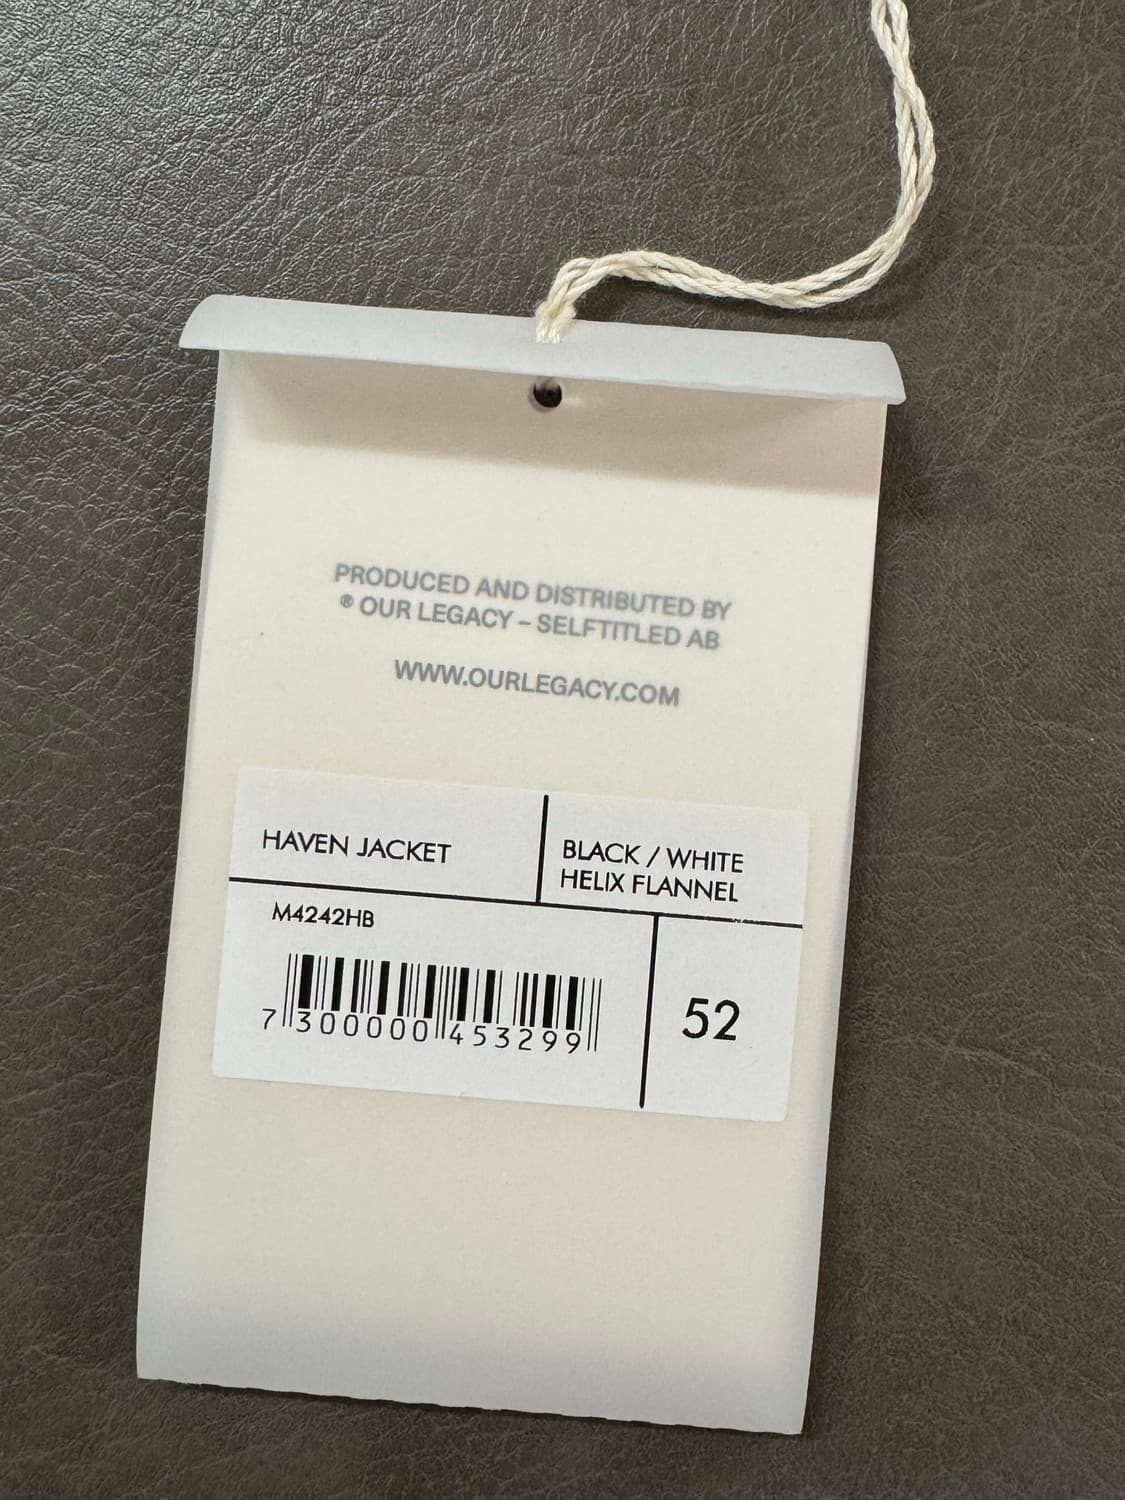 PRODUCED AND DISTRIBUTED BY
® OUR LEGACY – SELFTITLED AB
WWW.OURLEGACY.COM
HAVEN JACKET
BLACK / WHITE
HELIX FLANNEL
M4242HB
7 300000 453299
52